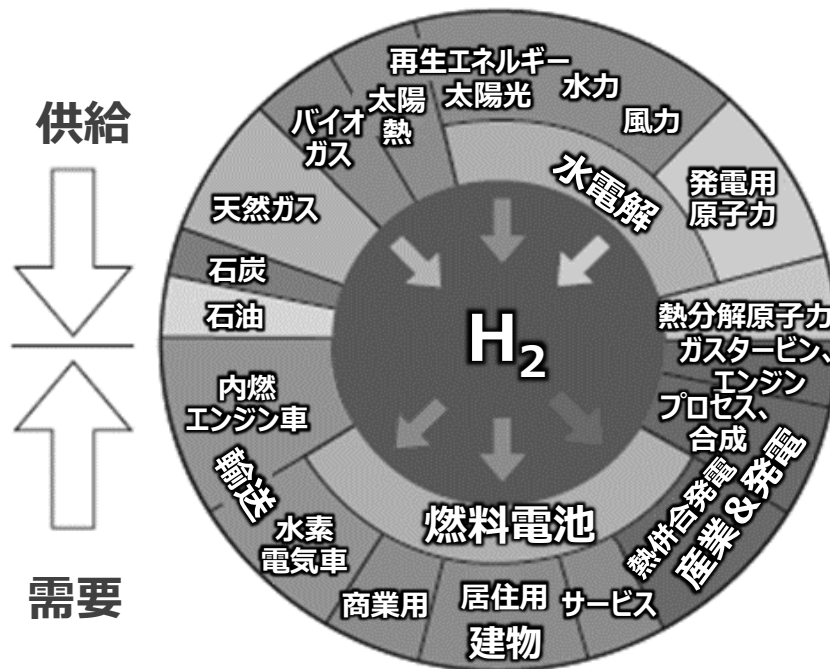 供給
再生エネルギー
太陽光
水力
風力
太陽
熱
バイオ
ガス
天然ガス
石炭
石油
水電解
発電用
原子力
熱分解原子力
H₂
ガスタービン、
エンジン
プロセス、
合成
熱併合発電
産業&発電
内燃
エンジン車
輸送
水素
電気車
燃料電池
商業用
居住用
サービス
建物
需要